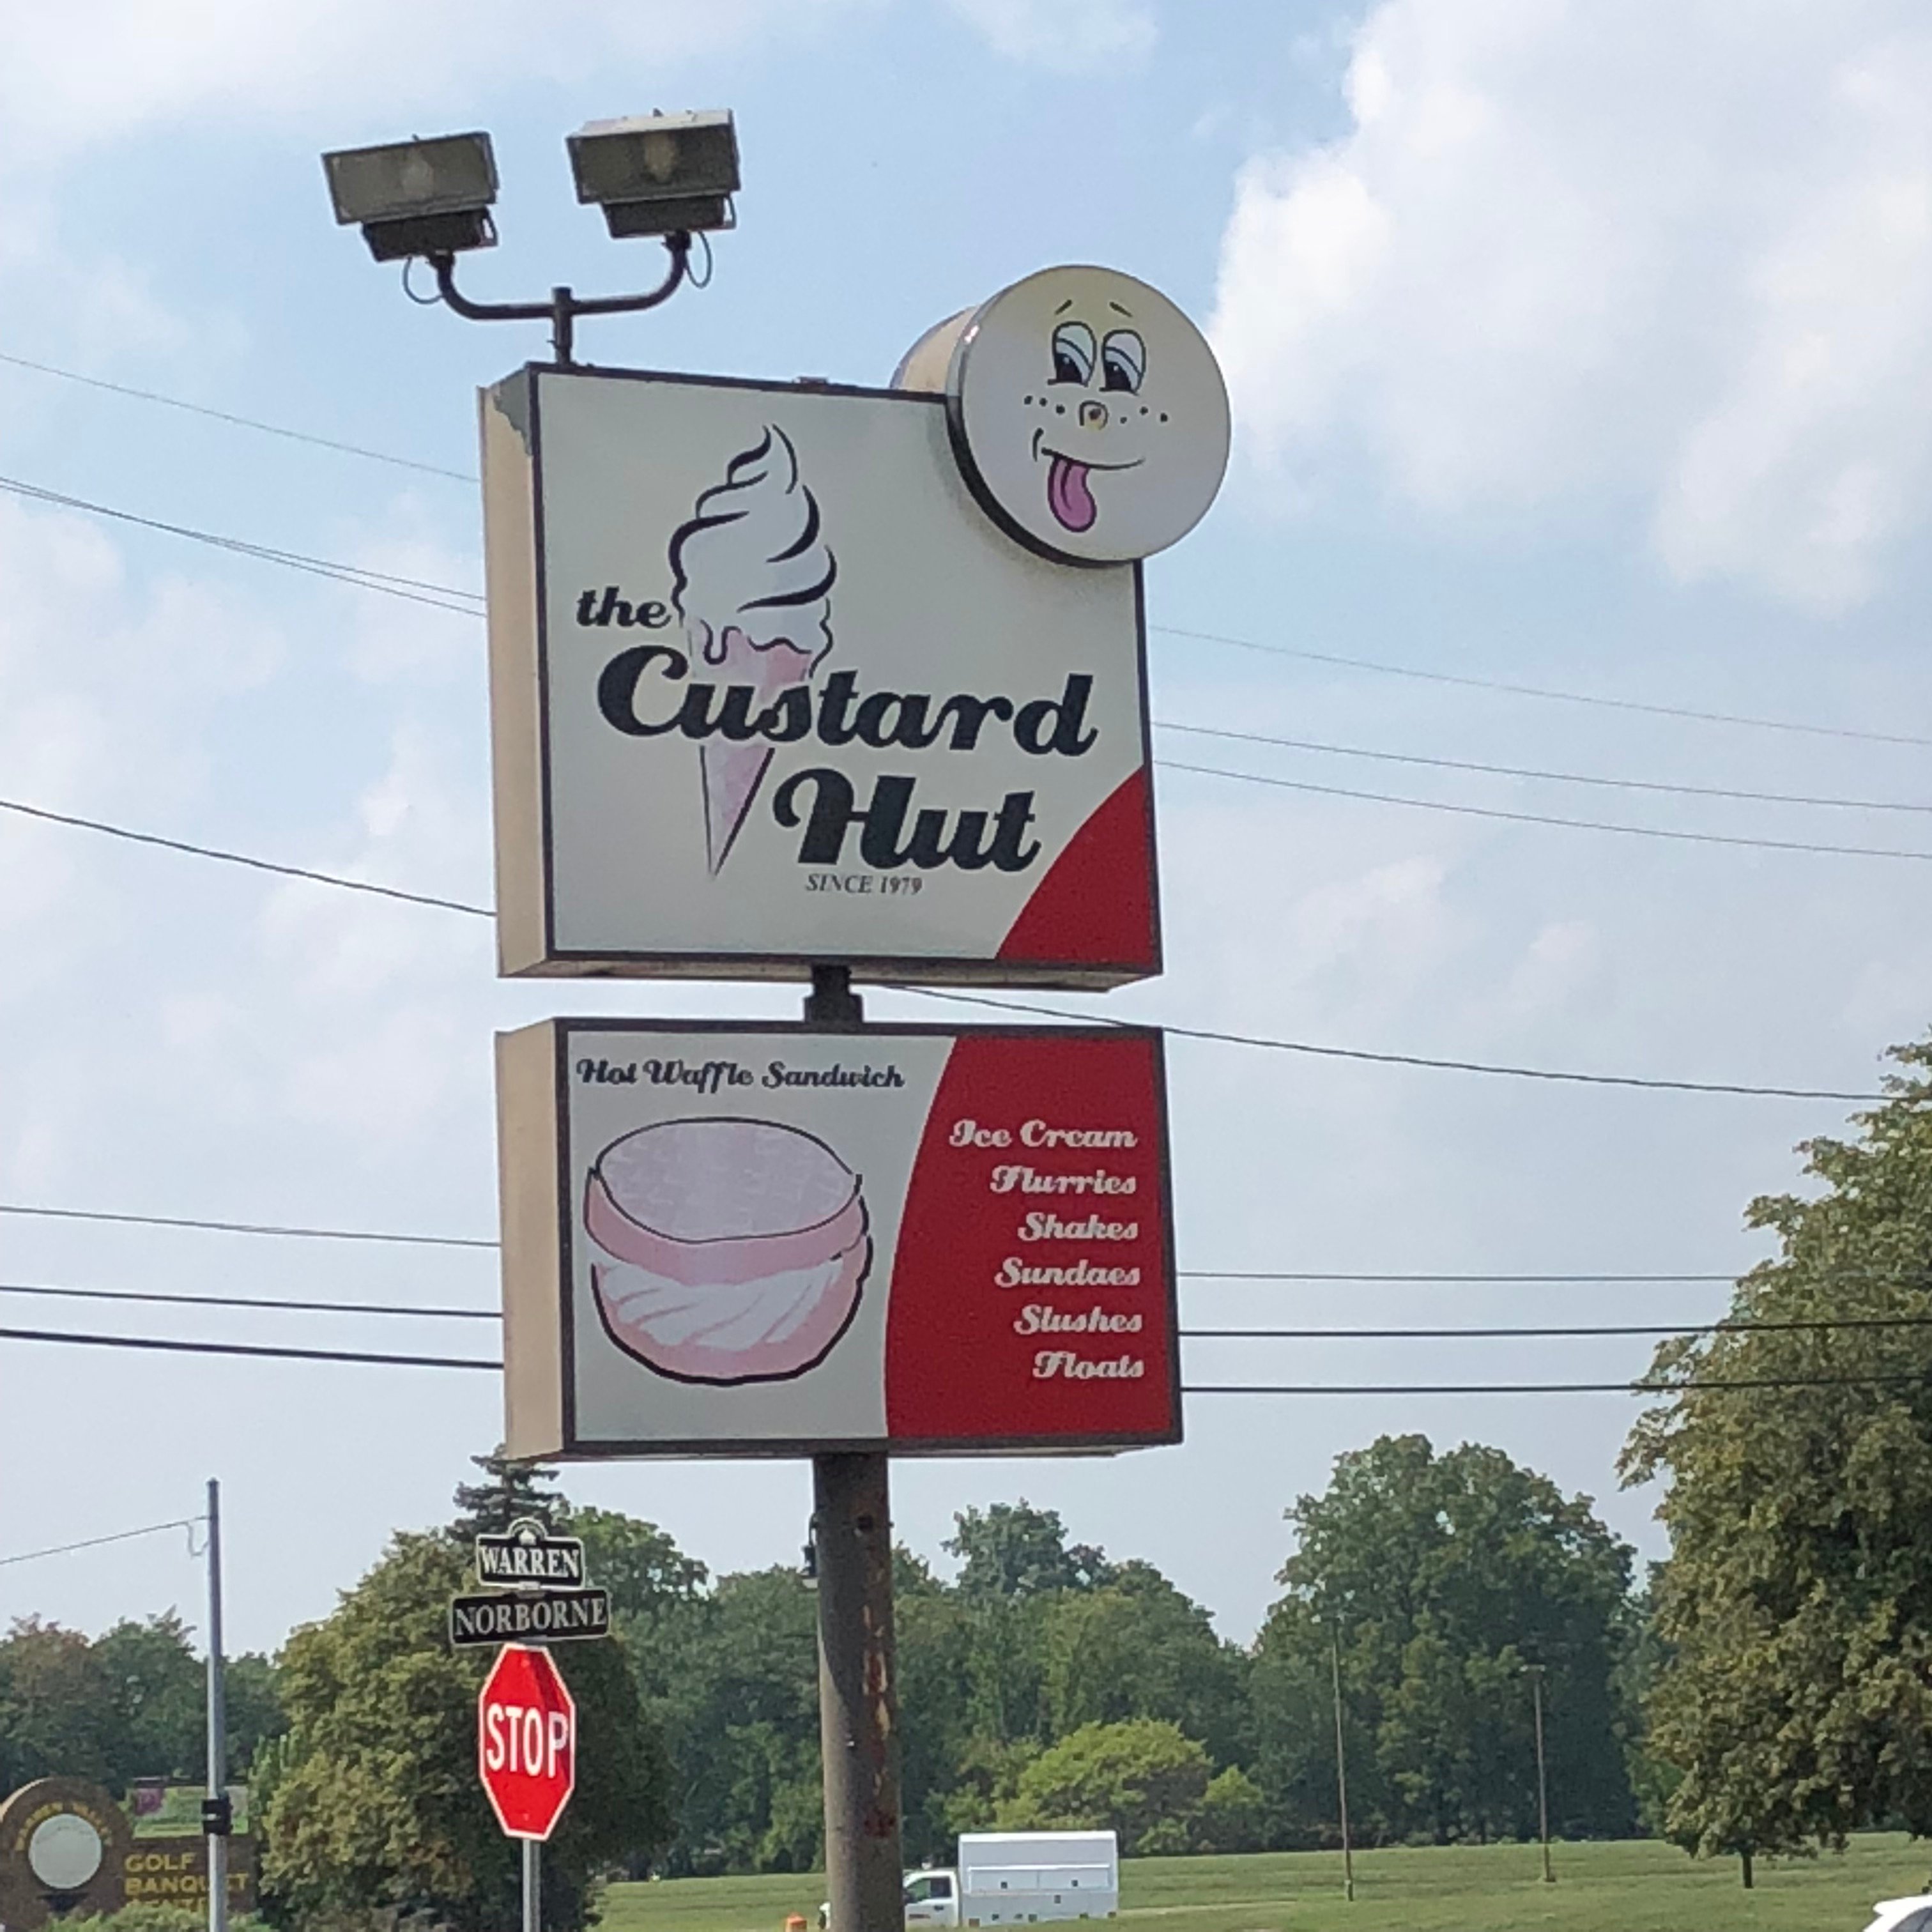 the
Custard
Hut
SINCE 1979
Hot Waffle Sandwich
Ice Cream
Flurries
Shakes
Sundaes
Slushes
Floats
WARREN
NORBORNE
STOP
GOLF
BANQUET